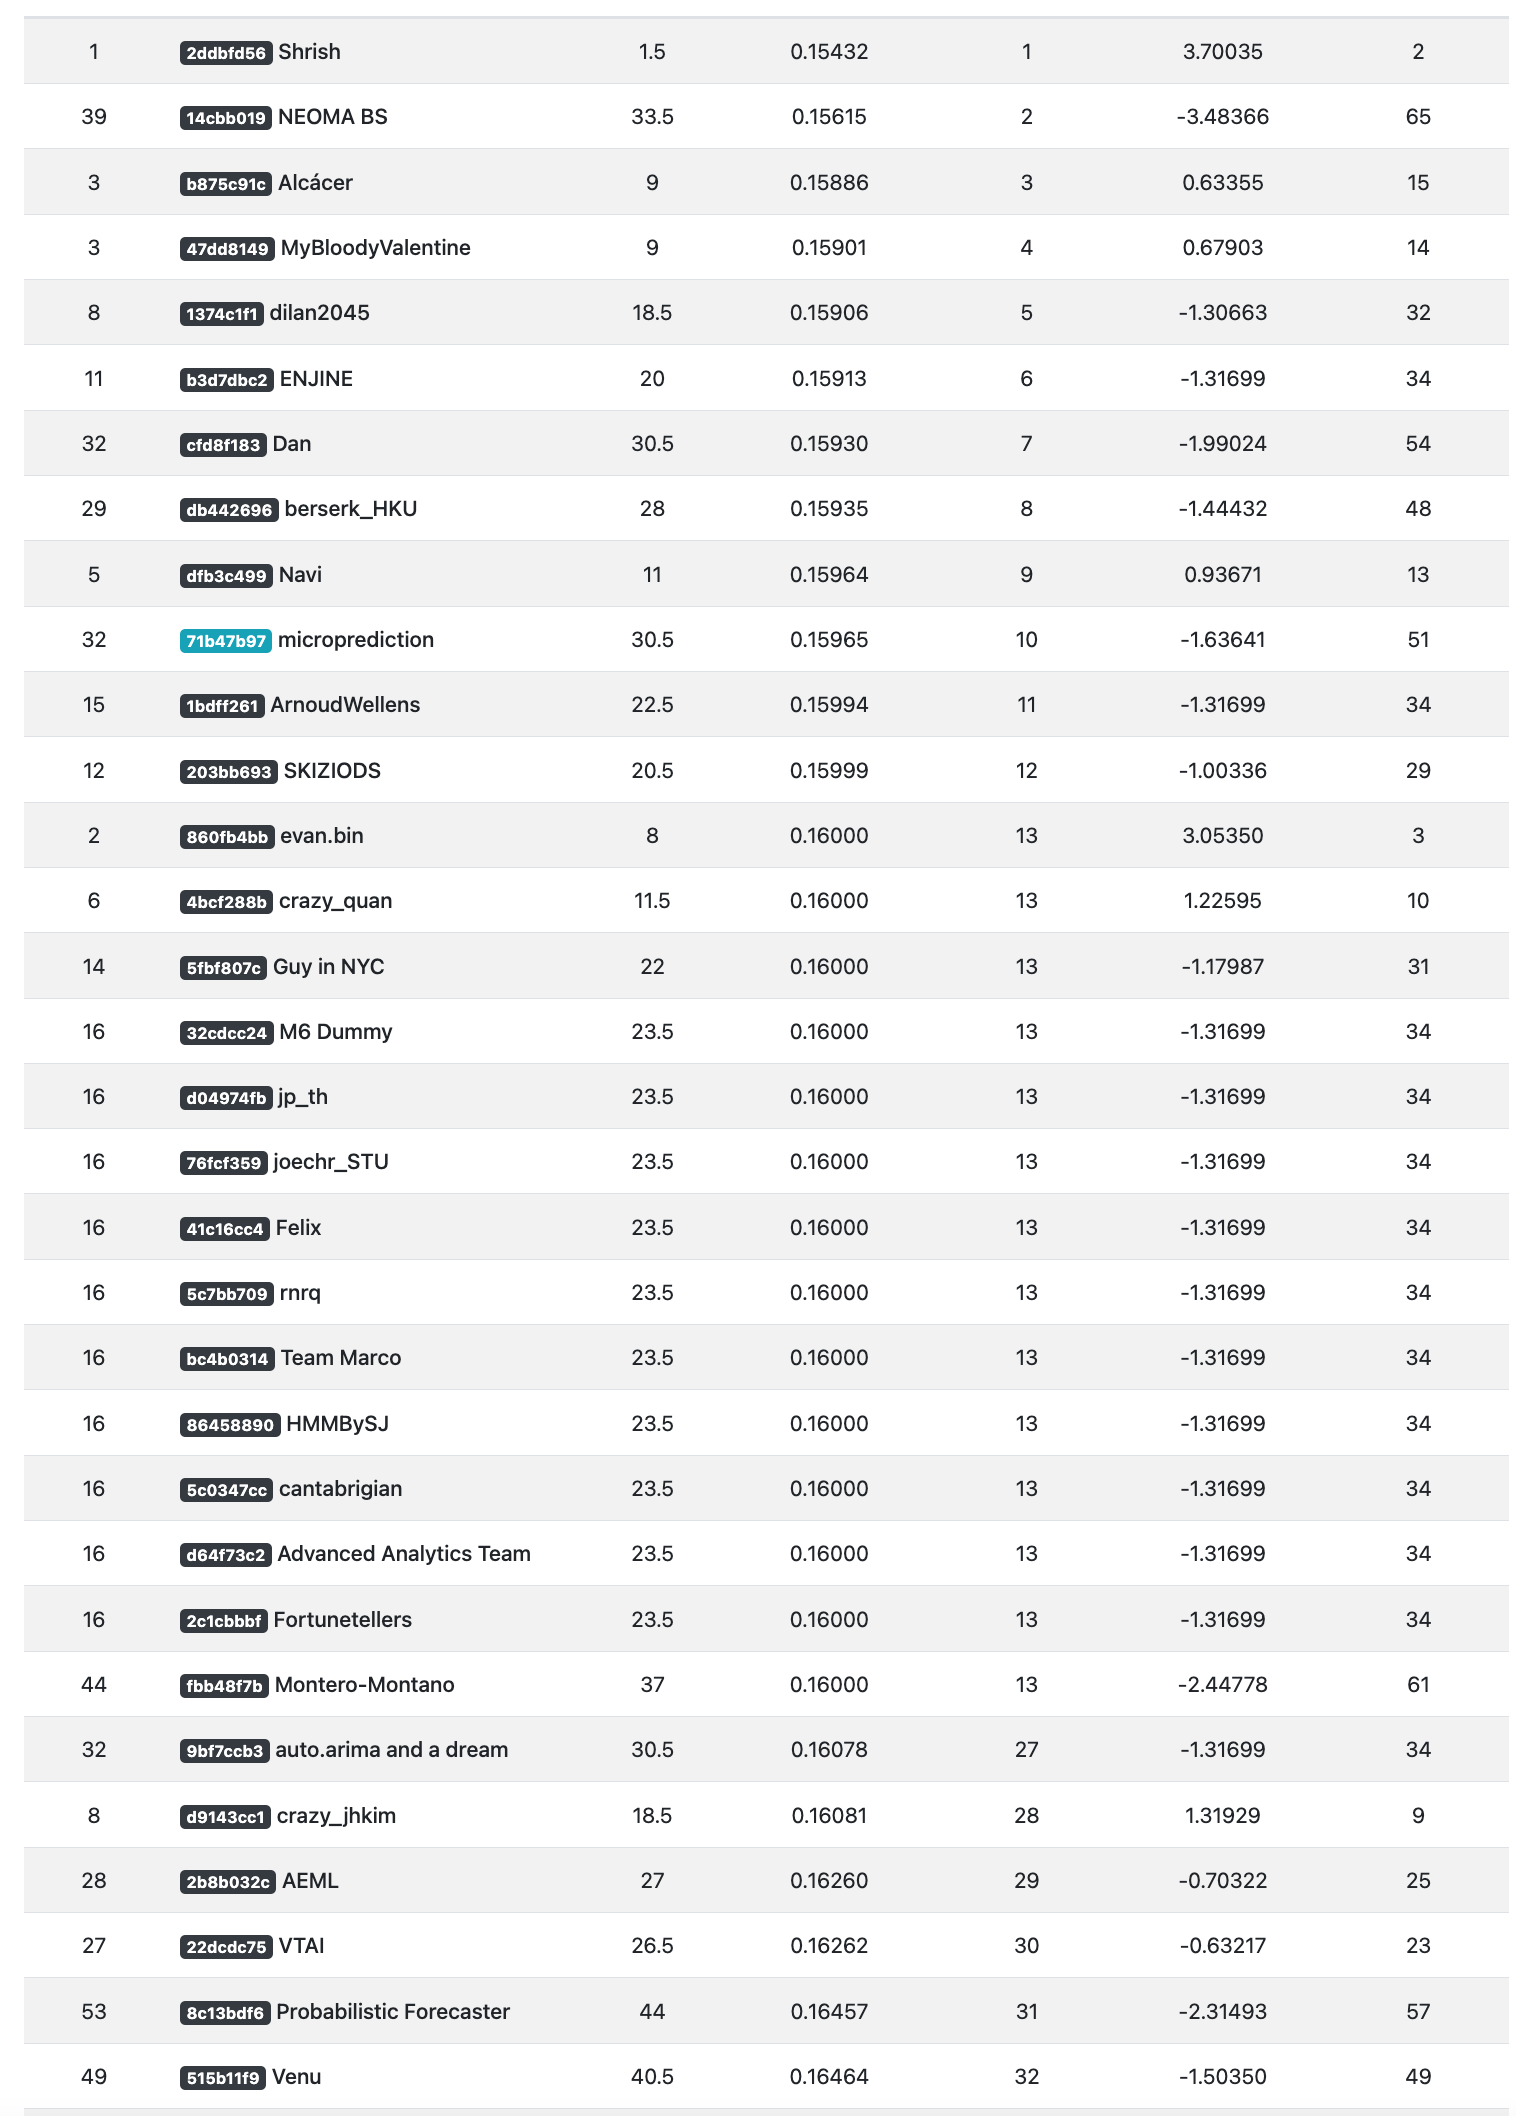 1 2ddbfd56 Shrish 1.5 0.15432 1 3.70035 2
39 14cbb019 NEOMA BS 33.5 0.15615 2 -3.48366 65
3 b875c91c Alcácer 9 0.15886 3 0.63355 15
3 47dd8149 MyBloodyValentine 9 0.15901 4 0.67903 14
8 1374c1f1 dilan2045 18.5 0.15906 5 -1.30663 32
11 b3d7dbc2 ENJINE 20 0.15913 6 -1.31699 34
32 cfd8f183 Dan 30.5 0.15930 7 -1.99024 54
29 db442696 berserk_HKU 28 0.15935 8 -1.44432 48
5 dfb3c499 Navi 11 0.15964 9 0.93671 13
32 71b47b97 microprediction 30.5 0.15965 10 -1.63641 51
15 1bdff261 ArnoudWellens 22.5 0.15994 11 -1.31699 34
12 203bb693 SKIZIODS 20.5 0.15999 12 -1.00336 29
2 860fb4bb evan.bin 8 0.16000 13 3.05350 3
6 4bcf288b crazy_quan 11.5 0.16000 13 1.22595 10
14 5fbf807c Guy in NYC 22 0.16000 13 -1.17987 31
16 32cdcc24 M6 Dummy 23.5 0.16000 13 -1.31699 34
16 d04974fb jp_th 23.5 0.16000 13 -1.31699 34
16 76fcf359 joechr_STU 23.5 0.16000 13 -1.31699 34
16 41c16cc4 Felix 23.5 0.16000 13 -1.31699 34
16 5c7bb709 rnrq 23.5 0.16000 13 -1.31699 34
16 bc4b0314 Team Marco 23.5 0.16000 13 -1.31699 34
16 86458890 HMMBySJ 23.5 0.16000 13 -1.31699 34
16 5c0347cc cantabrigian 23.5 0.16000 13 -1.31699 34
16 d64f73c2 Advanced Analytics Team 23.5 0.16000 13 -1.31699 34
16 2c1cbbbf Fortunetellers 23.5 0.16000 13 -1.31699 34
44 fbb48f7b Montero-Montano 37 0.16000 13 -2.44778 61
32 9bf7ccb3 auto.arima and a dream 30.5 0.16078 27 -1.31699 34
8 d9143cc1 crazy_jhkim 18.5 0.16081 28 1.31929 9
28 2b8b032c AEML 27 0.16260 29 -0.70322 25
27 22dcdc75 VTAI 26.5 0.16262 30 -0.63217 23
53 8c13bdf6 Probabilistic Forecaster 44 0.16457 31 -2.31493 57
49 515b11f9 Venu 40.5 0.16464 32 -1.50350 49